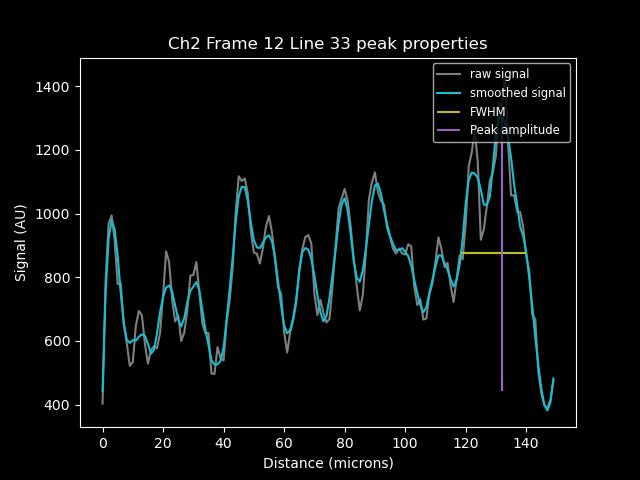 Ch2 Frame 12 Line 33 peak properties
raw signal
smoothed signal
FWHM
Peak amplitude
Signal (AU)
1400
1200
1000
800
600
400
0 20 40 60 80 100 120 140
Distance (microns)